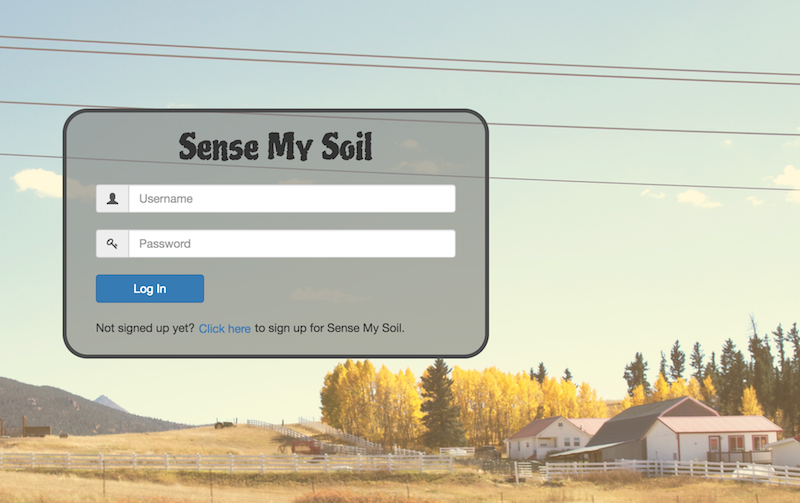 Sense My Soil
Username
Password
Log In
Not signed up yet? Click here to sign up for Sense My Soil.